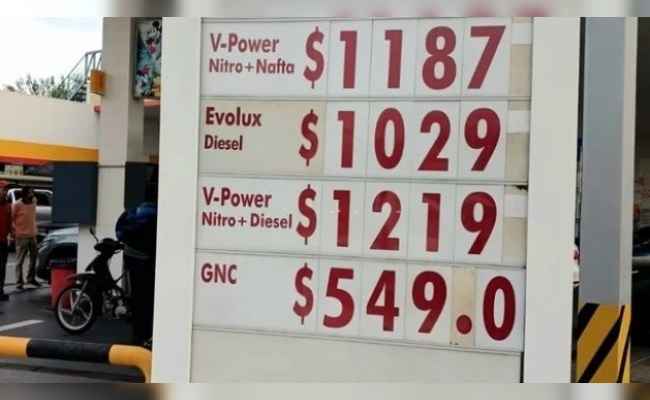 V-Power
Nitro+Nafta $1187
Evolux
Diesel $1029
V-Power
Nitro+Diesel $1219
GNC $549.0